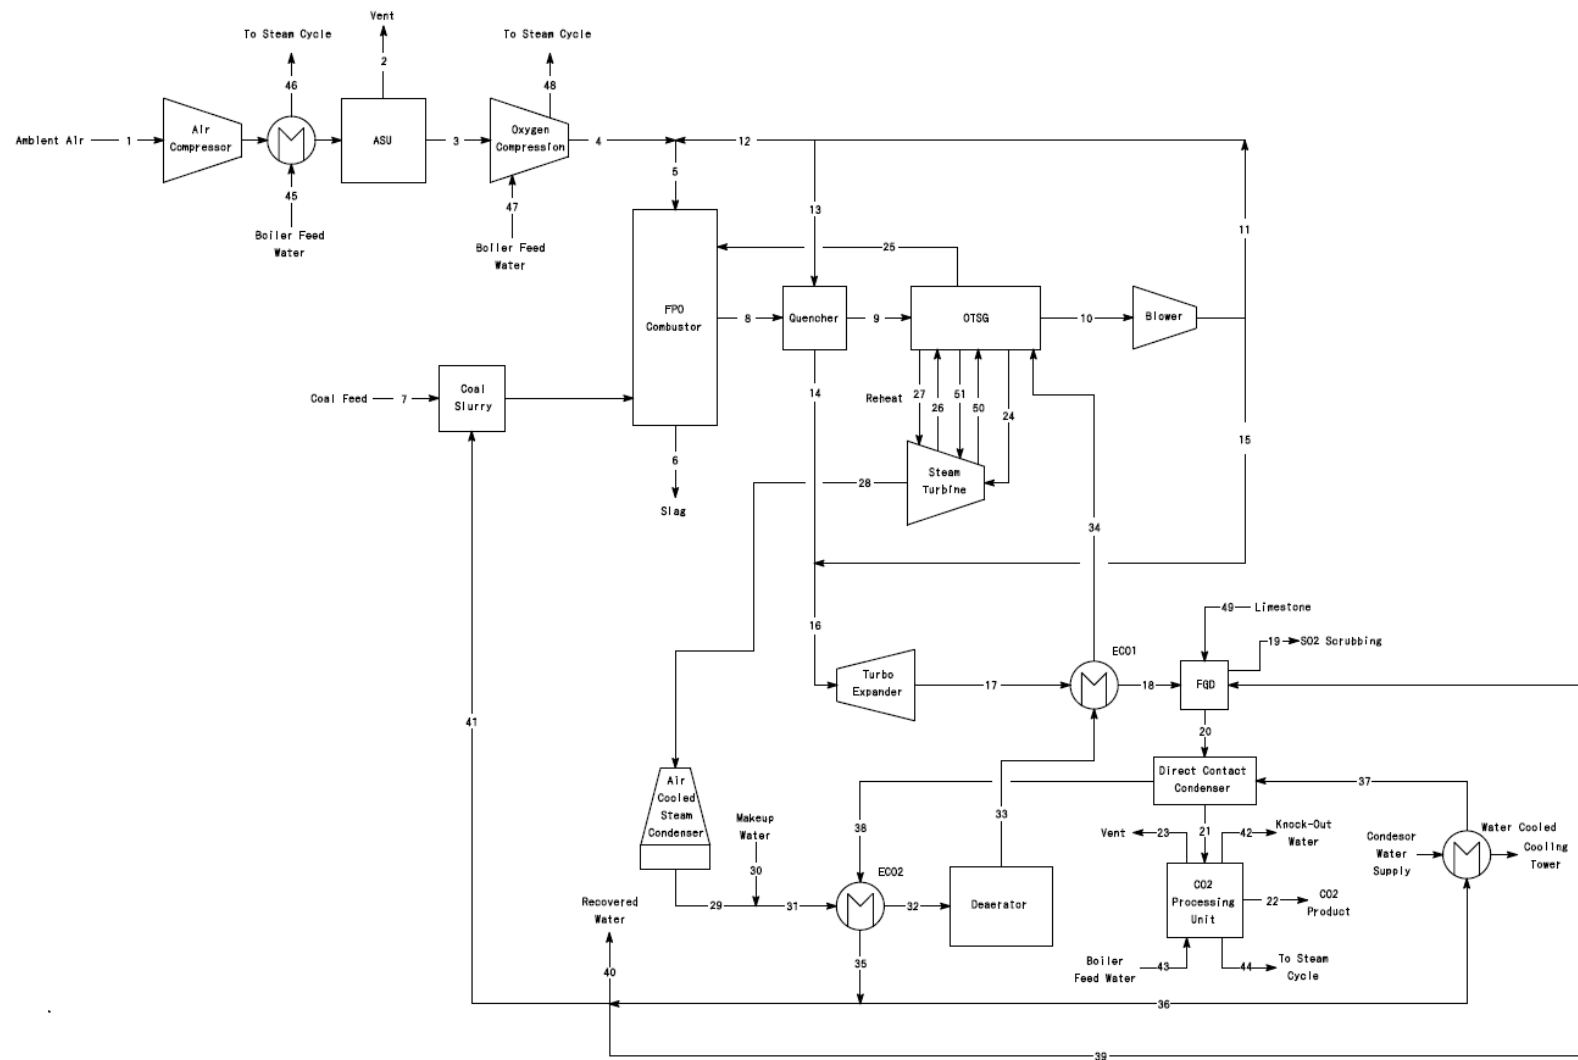 Vent
To Steam Cycle
To Steam Cycle
2
46
48
Ambient Air
1
Air
Compressor
ASU
3
Oxygen
Compression
4
12
5
45
47
13
Boiler Feed
Water
Boiler Feed
Water
11
25
FPO
Combustor
8
Quencher
9
OTSG
10
Blower
Coal Feed
7
Coal
Slurry
14
Reheat
27
26
51
50
24
15
6
Slag
28
Steam
Turbine
34
16
49
Limestone
19
SO2 Scrubbing
ECO1
Turbo
Expander
17
18
FGD
41
20
Air
Cooled
Steam
Condenser
Direct Contact
Condenser
37
33
Makeup
Water
38
Vent
23
21
42
Knock-Out
Water
Condesor
Water
Supply
Water Cooled
Cooling
Tower
30
ECO2
Recovered
Water
29
31
32
Deaerator
CO2
Processing
Unit
22
CO2
Product
40
35
Boiler
Feed Water
43
44
To Steam
Cycle
36
39